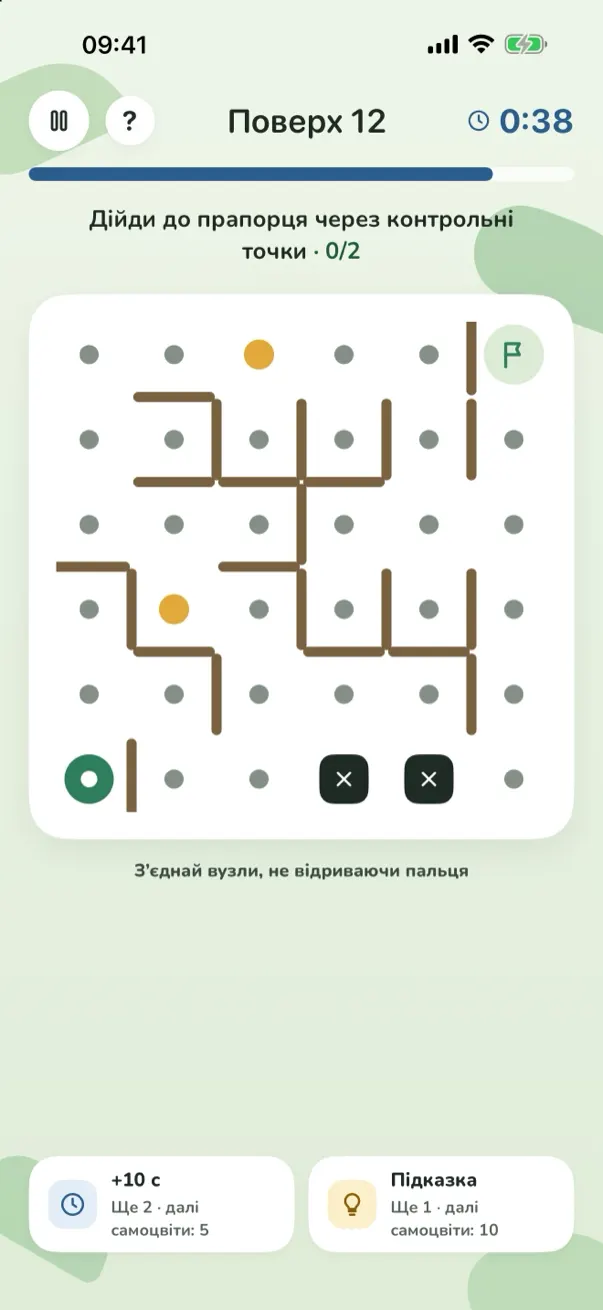 09:41
?
Поверх 12
0:38
Дійди до прапорця через контрольні
точки · 0/2
З’єднай вузли, не відриваючи пальця
+10 с
Ще 2 · далі
самоцвіти: 5
Підказка
Ще 1 · далі
самоцвіти: 10